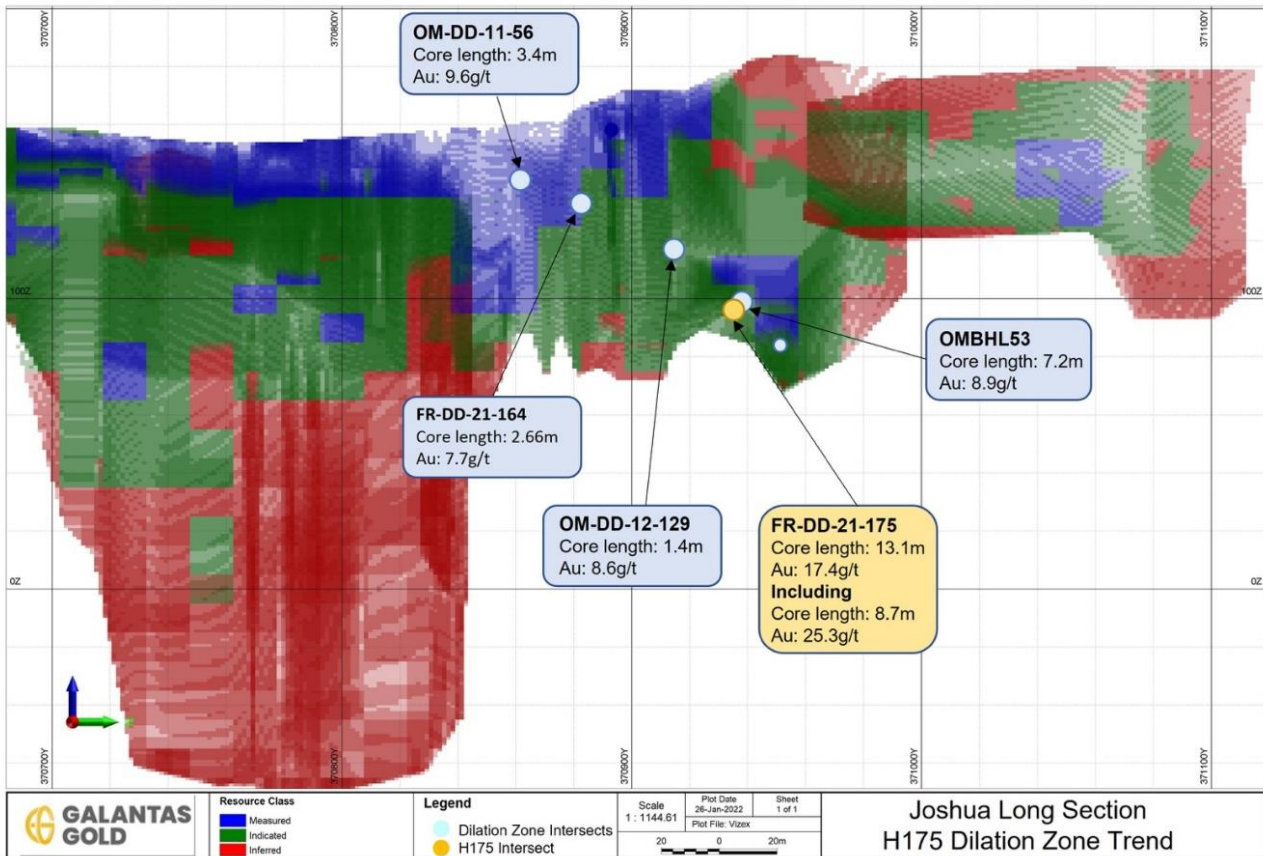 370700Y
370800Y
370900Y
371000Y
371100Y
OM-DD-11-56
Core length: 3.4m
Au: 9.6g/t
100Z
100Z
OMBHL53
Core length: 7.2m
Au: 8.9g/t
FR-DD-21-164
Core length: 2.66m
Au: 7.7g/t
OM-DD-12-129
Core length: 1.4m
Au: 8.6g/t
FR-DD-21-175
Core length: 13.1m
Au: 17.4g/t
Including
Core length: 8.7m
Au: 25.3g/t
0Z
0Z
370700Y
370800Y
370900Y
371000Y
371100Y
GALANTAS
GOLD
Resource Class
Measured
Indicated
Inferred
Legend
Dilation Zone Intersects
H175 Intersect
Scale
1 : 1144.61
Plot Date
26-Jan-2022
Sheet
1 of 1
Plot File: Vizex
20 0 20m
Joshua Long Section
H175 Dilation Zone Trend